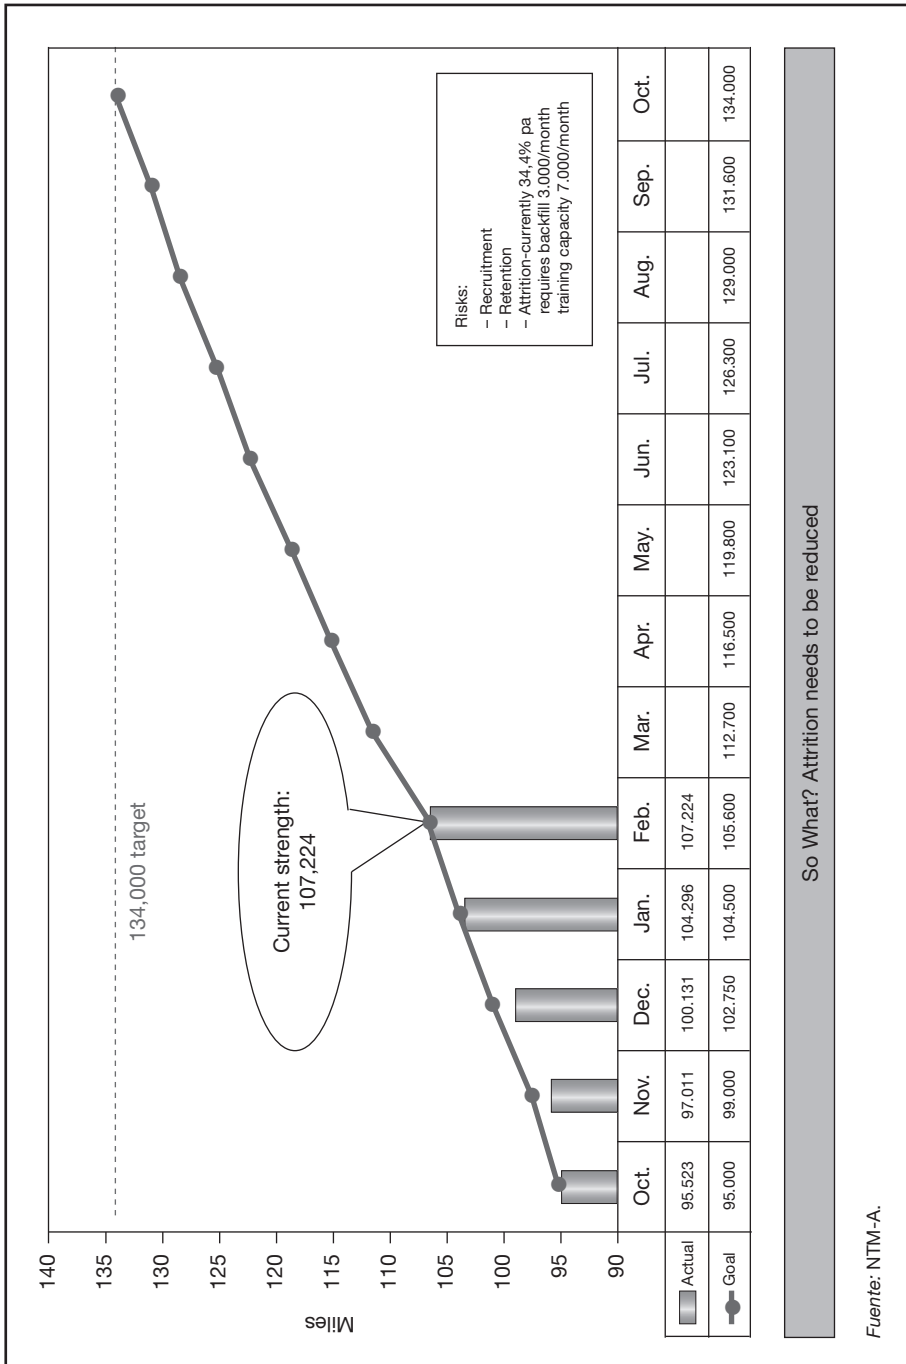 140
135
130
125
120
115
110
105
100
95
90
Miles
134,000 target
Current strength:
107,224
Risks:
– Recruitment
– Retention
– Attrition-currently 34,4% pa
requires backfill 3.000/month
training capacity 7.000/month
Oct. Nov. Dec. Jan. Feb. Mar. Apr. May. Jun. Jul. Aug. Sep. Oct.
Actual 95.523 97.011 100.131 104.296 107.224
Goal 95.000 99.000 102.750 104.500 105.600 112.700 116.500 119.800 123.100 126.300 129.000 131.600 134.000
So What? Attrition needs to be reduced
Fuente: NTM-A.